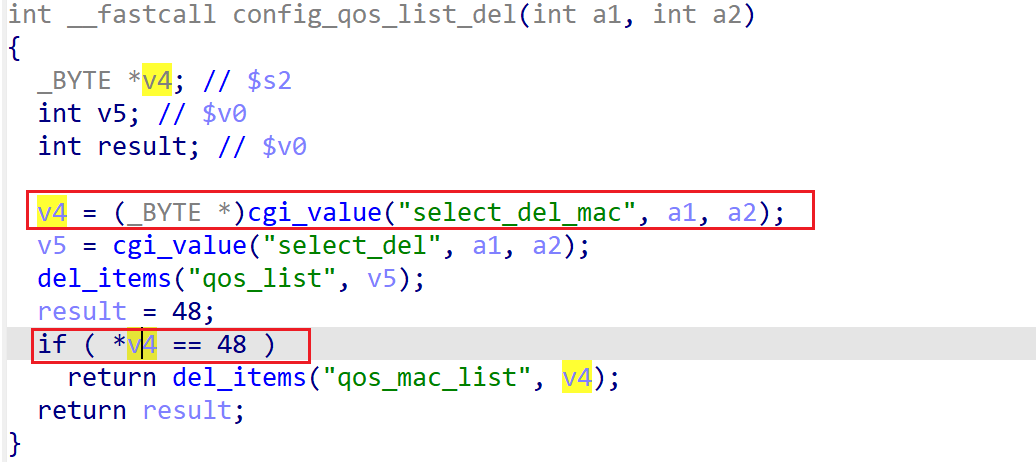 int __fastcall config_qos_list_del(int a1, int a2)
{
  _BYTE *v4; // $s2
  int v5; // $v0
  int result; // $v0

  v4 = (_BYTE *)cgi_value("select_del_mac", a1, a2);
  v5 = cgi_value("select_del", a1, a2);
  del_items("qos_list", v5);
  result = 48;
  if ( *v4 == 48 )
    return del_items("qos_mac_list", v4);
  return result;
}